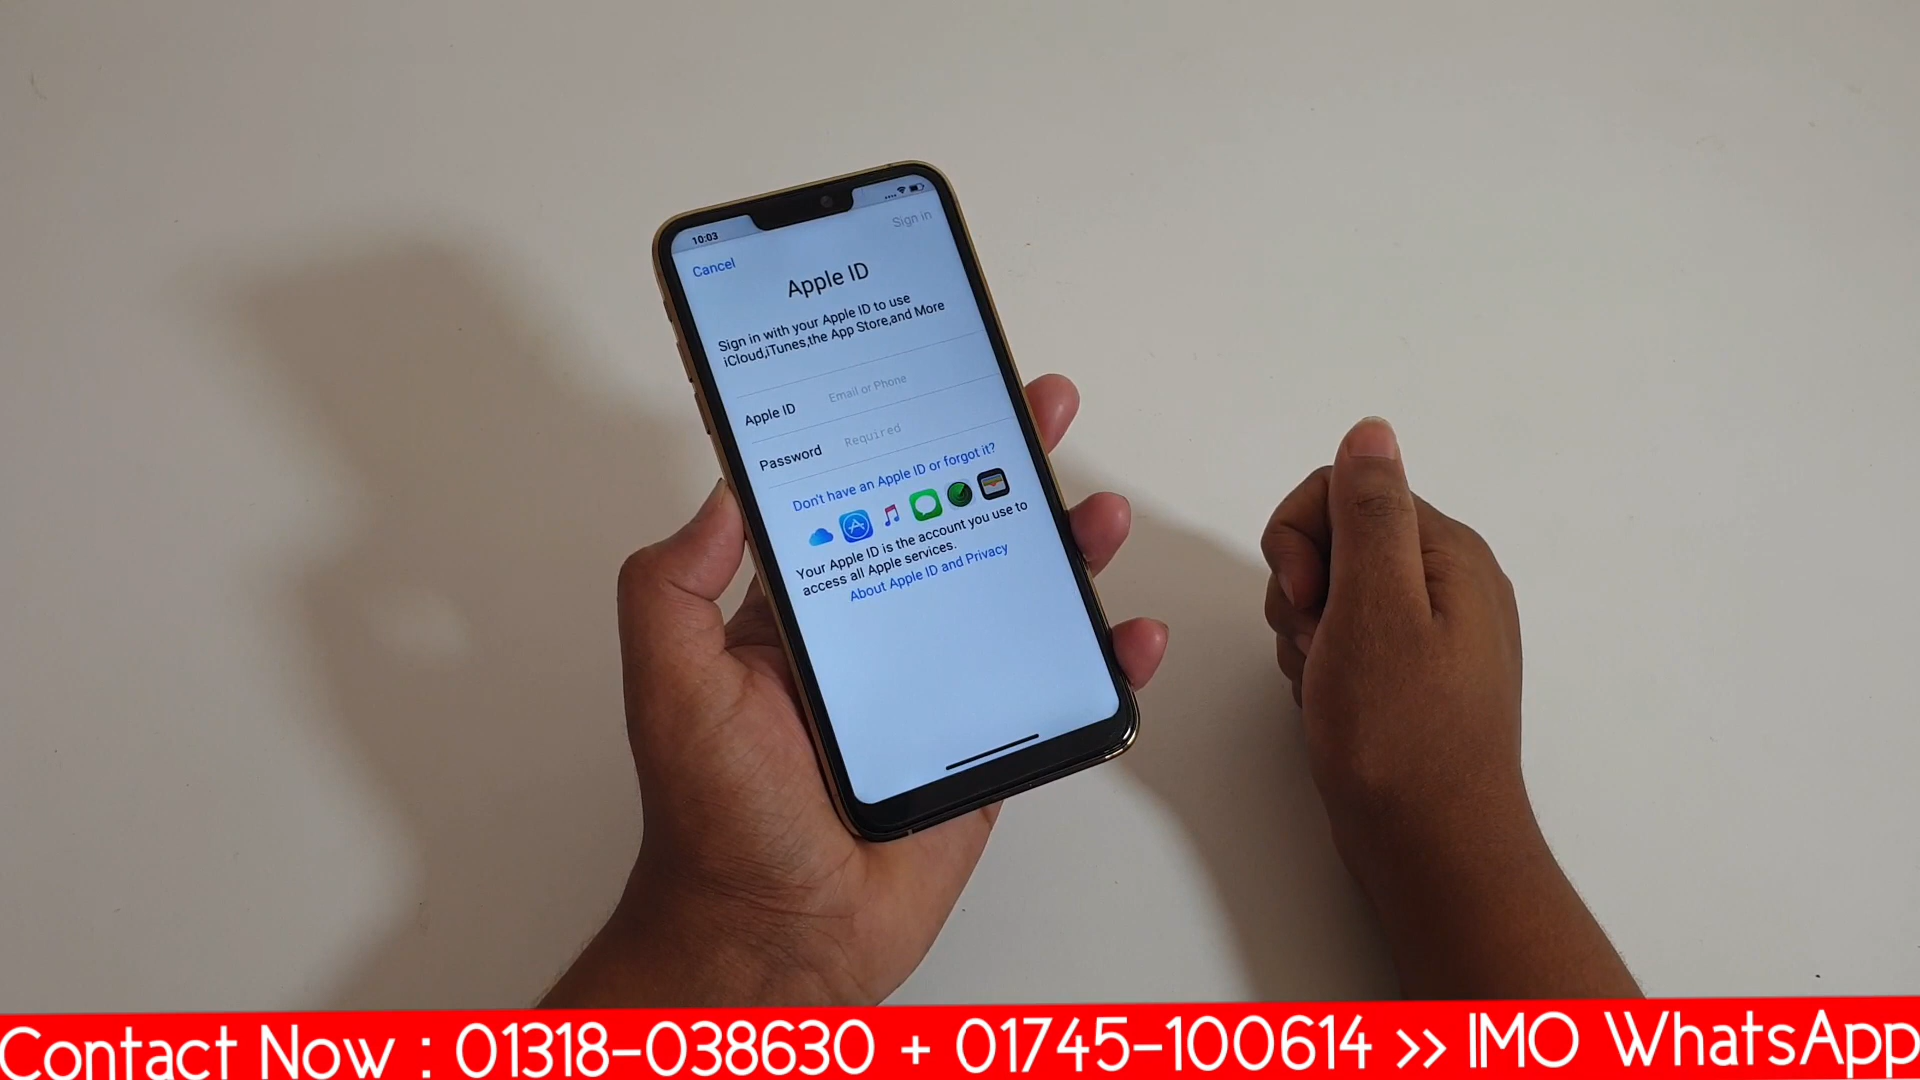 10:03
Sign in
Cancel
Apple ID
Sign in with your Apple ID to use
iCloud,iTunes,the App Store,and More
Apple ID Email or Phone
Password Required
Don't have an Apple ID or forgot it?
Your Apple ID is the account you use to
access all Apple services.
About Apple ID and Privacy
Contact Now : 01318-038630 + 01745-100614 >> IMO WhatsApp